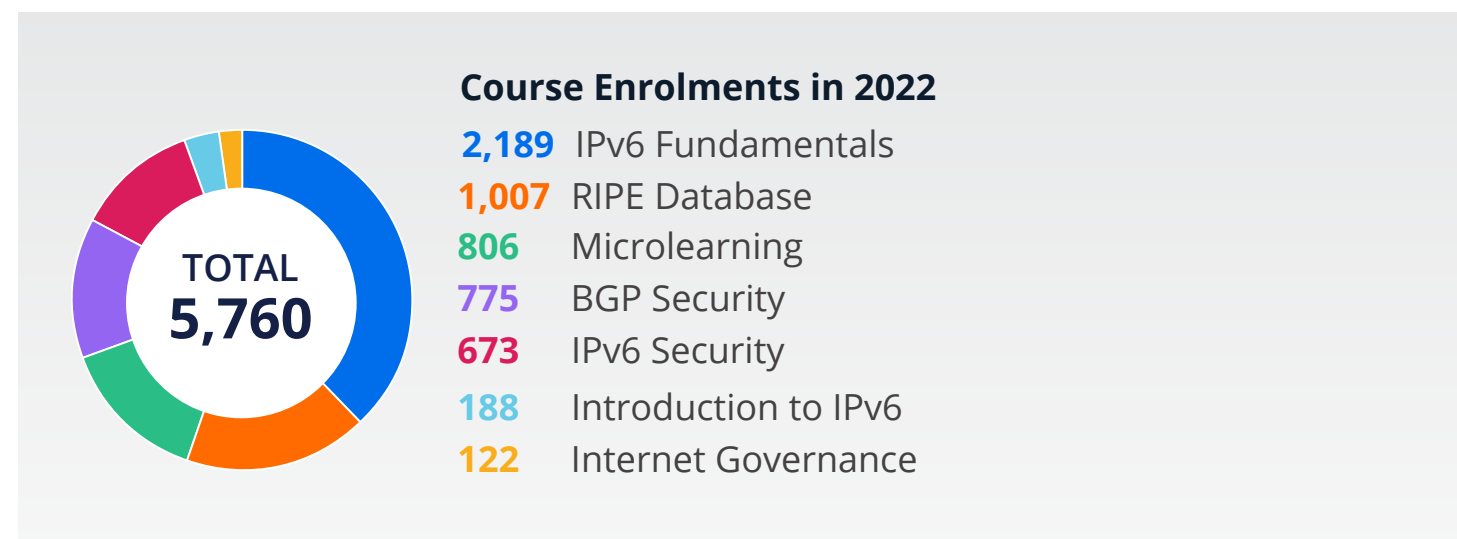 Course Enrolments in 2022
2,189 IPv6 Fundamentals
1,007 RIPE Database
806 Microlearning
775 BGP Security
673 IPv6 Security
188 Introduction to IPv6
122 Internet Governance
TOTAL
5,760